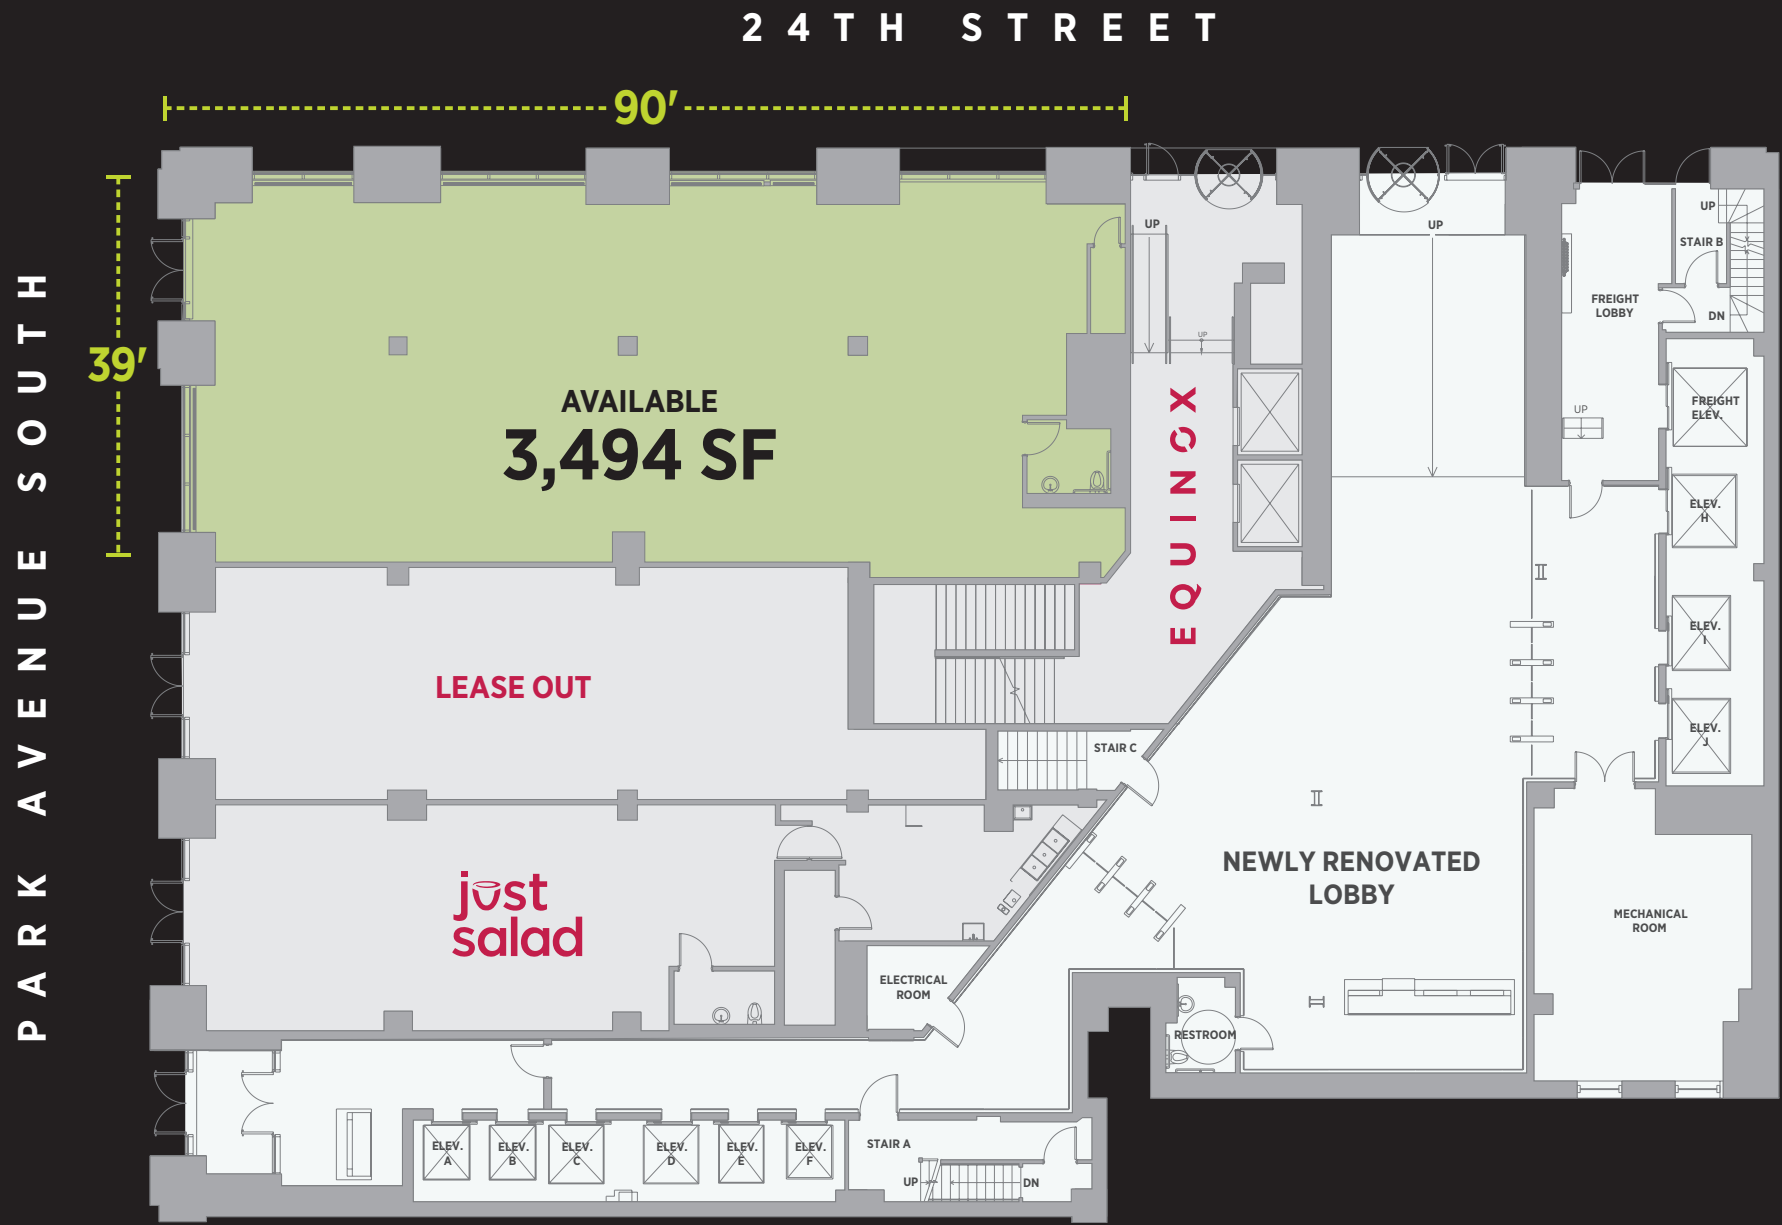 24TH STREET
90'
PARK AVENUE SOUTH
39'
AVAILABLE
3,494 SF
EQUINOX
UP
UP
UP
UP
STAIR B
DN
FREIGHT
LOBBY
UP
FREIGHT
ELEV.
ELEV.
H
ELEV.
I
ELEV.
J
LEASE OUT
STAIR C
just
salad
NEWLY RENOVATED
LOBBY
MECHANICAL
ROOM
ELECTRICAL
ROOM
RESTROOM
ELEV.
A
ELEV.
B
ELEV.
C
ELEV.
D
ELEV.
E
ELEV.
F
STAIR A
UP
DN